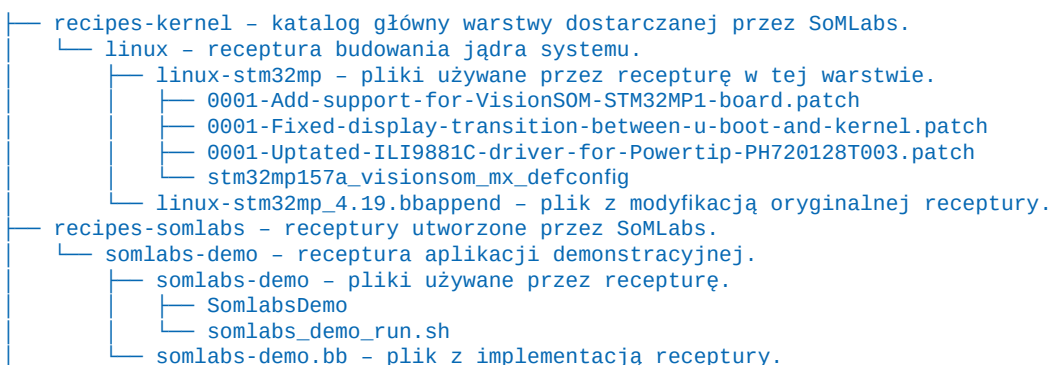 ├── recipes-kernel – katalog główny warstwy dostarczanej przez SoMLabs.
│   └── linux – receptura budowania jądra systemu.
│       ├── linux-stm32mp – pliki używane przez recepturę w tej warstwie.
│       │   ├── 0001-Add-support-for-VisionSOM-STM32MP1-board.patch
│       │   ├── 0001-Fixed-display-transition-between-u-boot-and-kernel.patch
│       │   ├── 0001-Uptated-ILI9881C-driver-for-Powertip-PH720128T003.patch
│       │   └── stm32mp157a_visionsom_mx_defconfig
│       └── linux-stm32mp_4.19.bbappend – plik z modyfikacją oryginalnej receptury.
├── recipes-somlabs – receptury utworzone przez SoMLabs.
│   └── somlabs-demo – receptura aplikacji demonstracyjnej.
│       ├── somlabs-demo – pliki używane przez recepturę.
│       │   ├── SomlabsDemo
│       │   └── somlabs_demo_run.sh
│       └── somlabs-demo.bb – plik z implementacją receptury.